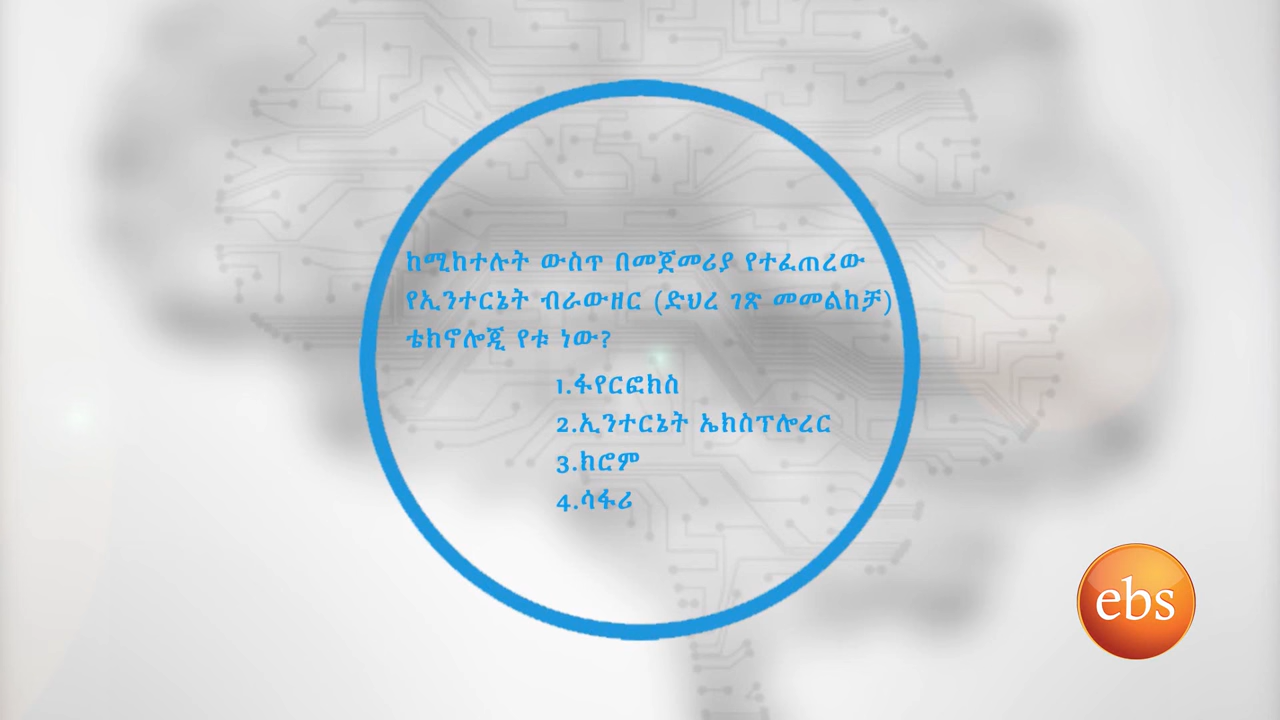 ከሚከተሉት ውስጥ በመጀመሪያ የተፈጠረው
የኢንተርኔት ብራውዘር (ድህረ ገጽ መመልከቻ)
ቴክኖሎጂ የቱ ነው?
1.ፋየርፎክስ
2.ኢንተርኔት ኤክስፕሎረር
3.ክሮም
4.ሳፋሪ
ebs